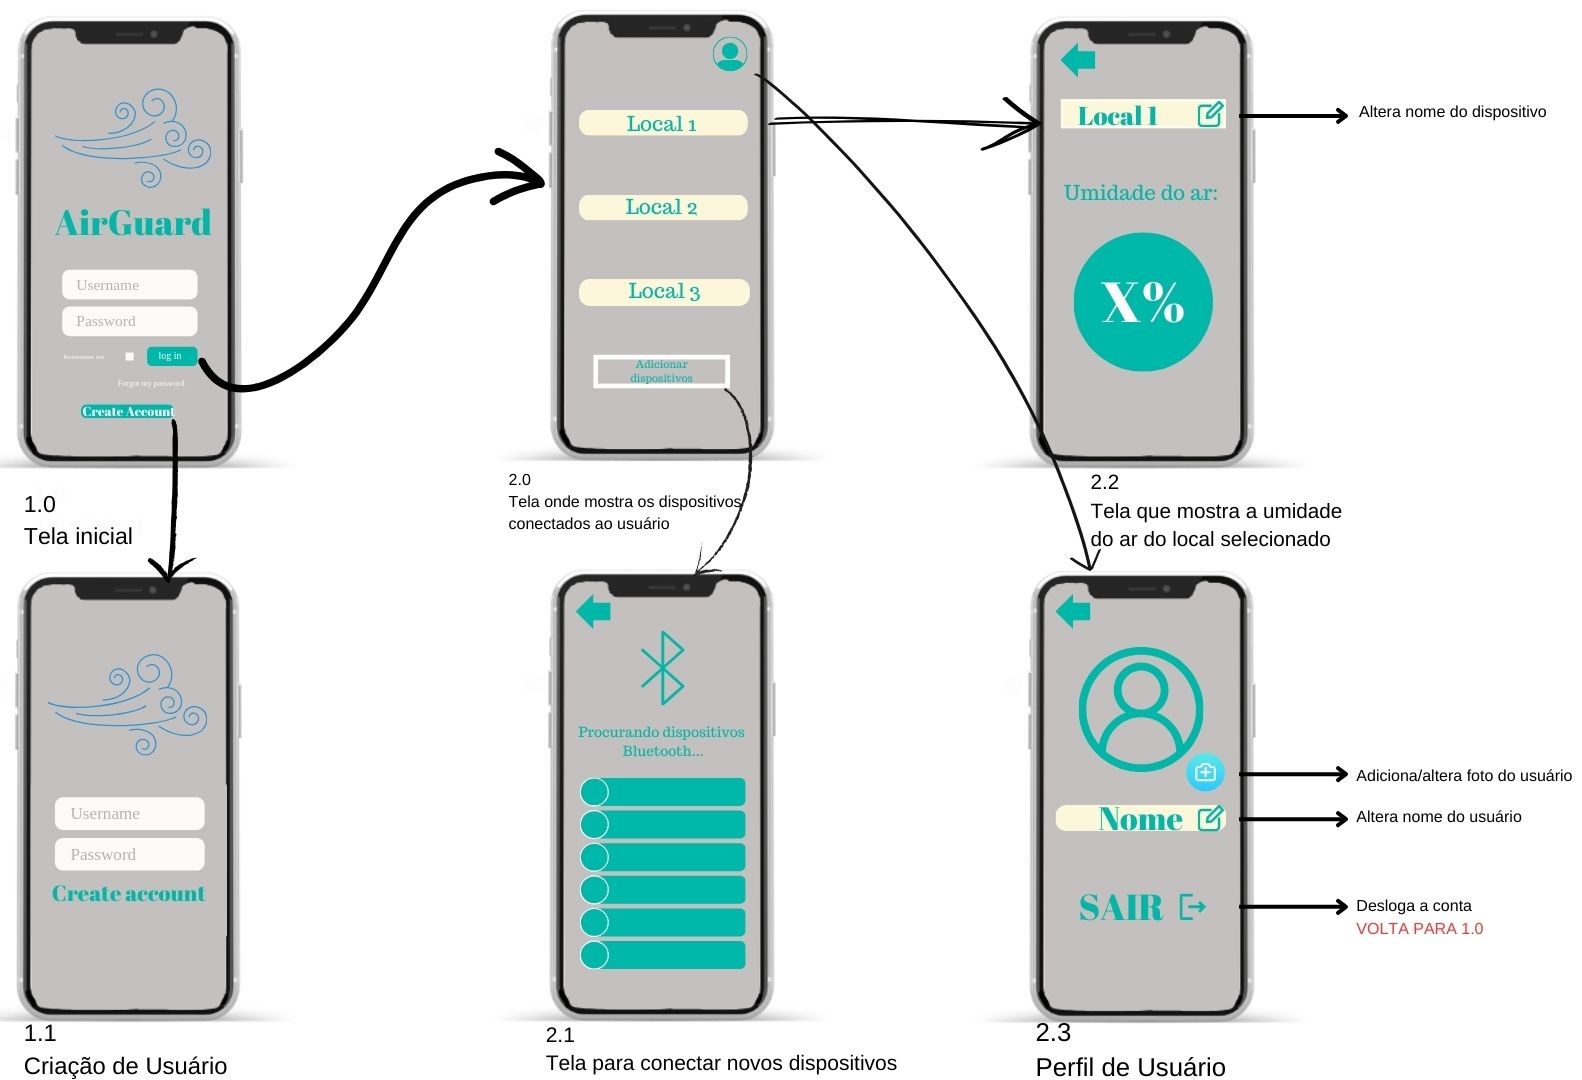 AirGuard
Username
Password
Remember me
log in
Forgot my password
Create Account
1.0
Tela inicial
Local 1
Local 2
Local 3
Adicionar
dispositivos
2.0
Tela onde mostra os dispositivos
conectados ao usuário
Local 1
Altera nome do dispositivo
Umidade do ar:
X%
2.2
Tela que mostra a umidade
do ar do local selecionado
Username
Password
Create account
1.1
Criação de Usuário
Procurando dispositivos
Bluetooth...
2.1
Tela para conectar novos dispositivos
Adiciona/altera foto do usuário
Nome
Altera nome do usuário
SAIR
Desloga a conta
VOLTA PARA 1.0
2.3
Perfil de Usuário